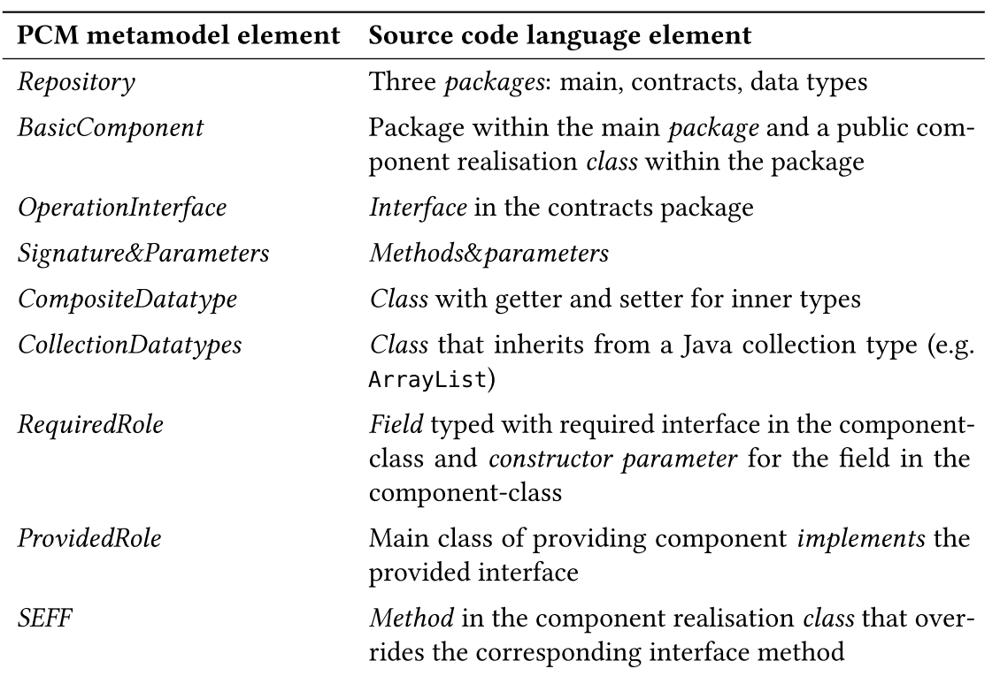 PCM metamodel element Source code language element
Repository Three packages: main, contracts, data types
BasicComponent Package within the main package and a public com-
ponent realisation class within the package
OperationInterface Interface in the contracts package
Signature&Parameters Methods&parameters
CompositeDatatype Class with getter and setter for inner types
CollectionDatatypes Class that inherits from a Java collection type (e.g.
ArrayList)
RequiredRole Field typed with required interface in the component-
class and constructor parameter for the field in the
component-class
ProvidedRole Main class of providing component implements the
provided interface
SEFF Method in the component realisation class that over-
rides the corresponding interface method